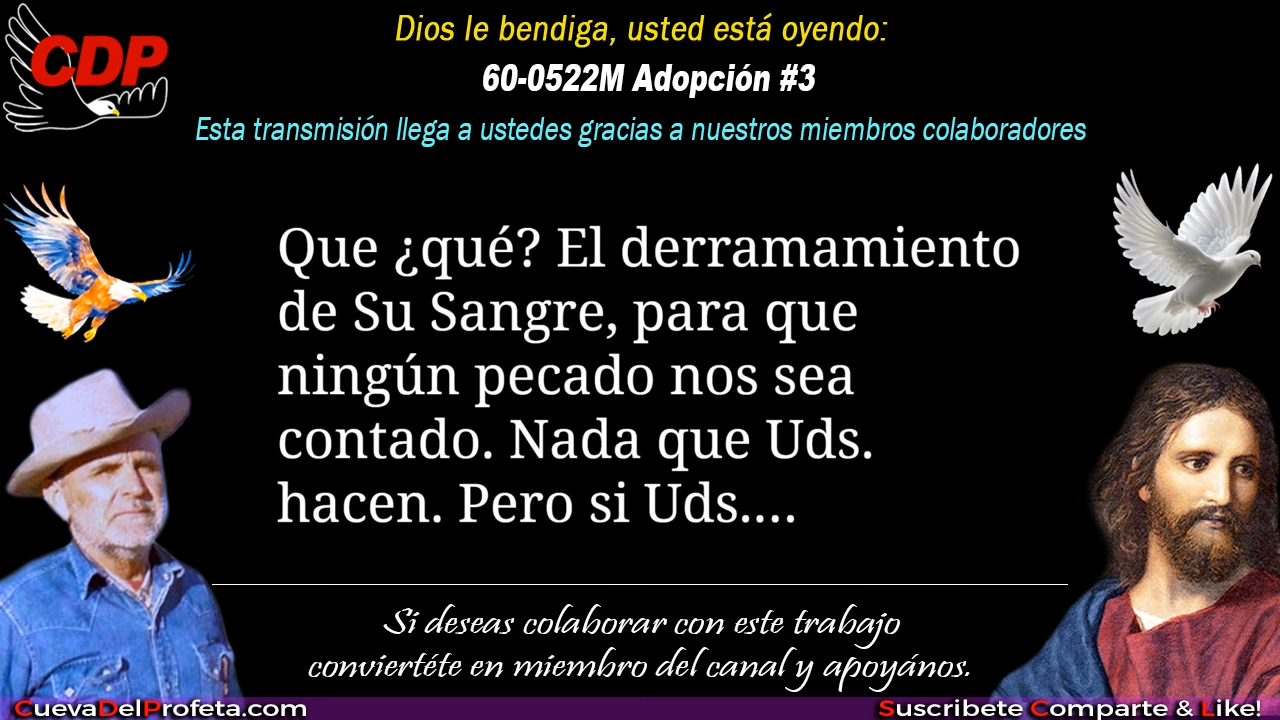 CDP
Dios le bendiga, usted está oyendo:
60-0522M Adopción #3
Esta transmisión llega a ustedes gracias a nuestros miembros colaboradores
Que ¿qué? El derramamiento
de Su Sangre, para que
ningún pecado nos sea
contado. Nada que Uds.
hacen. Pero si Uds....
Si deseas colaborar con este trabajo
conviertéte en miembro del canal y apoyános.
CuevaDelProfeta.com
Suscribete Comparte & Like!